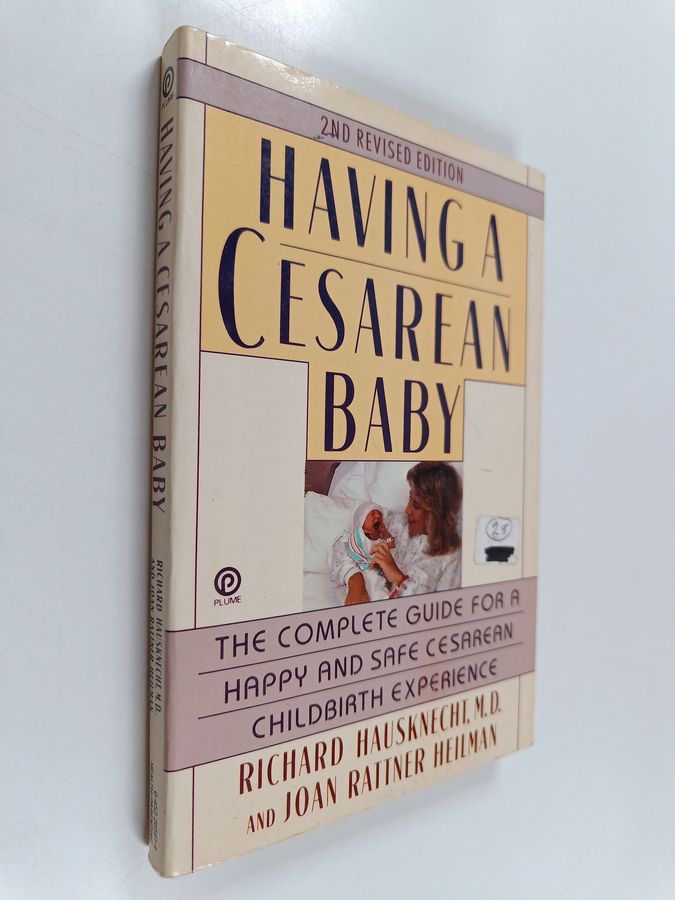 2ND REVISED EDITION
HAVING A
CESAREAN
BABY
28
PLUME
THE COMPLETE GUIDE FOR A
HAPPY AND SAFE CESAREAN
CHILDBIRTH EXPERIENCE
RICHARD HAUSKNECHT, M.D.
AND JOAN RATTNER HEILMAN
PLUME
HAVING A CESAREAN BABY
RICHARD HAUSKNECHT, M.D.
AND JOAN RATTNER HEILMAN